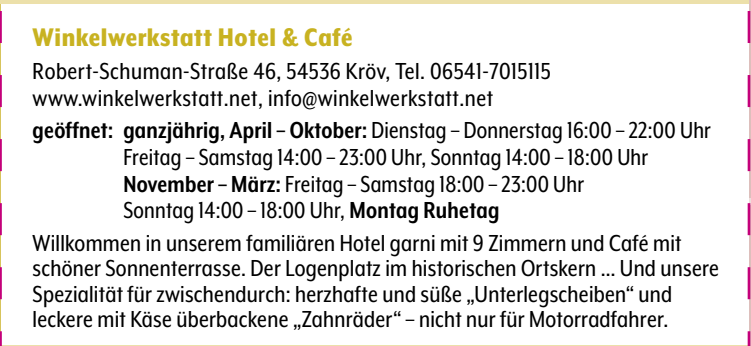 Winkelwerkstatt Hotel & Café
Robert-Schuman-Straße 46, 54536 Kröv, Tel. 06541-7015115
www.winkelwerkstatt.net, info@winkelwerkstatt.net
geöffnet: ganzjährig, April – Oktober: Dienstag – Donnerstag 16:00 – 22:00 Uhr
Freitag – Samstag 14:00 – 23:00 Uhr, Sonntag 14:00 – 18:00 Uhr
November – März: Freitag – Samstag 18:00 – 23:00 Uhr
Sonntag 14:00 – 18:00 Uhr, Montag Ruhetag
Willkommen in unserem familiären Hotel garni mit 9 Zimmern und Café mit
schöner Sonnenterrasse. Der Logenplatz im historischen Ortskern ... Und unsere
Spezialität für zwischendurch: herzhafte und süße „Unterlegscheiben“ und
leckere mit Käse überbackene „Zahnräder“ – nicht nur für Motorradfahrer.